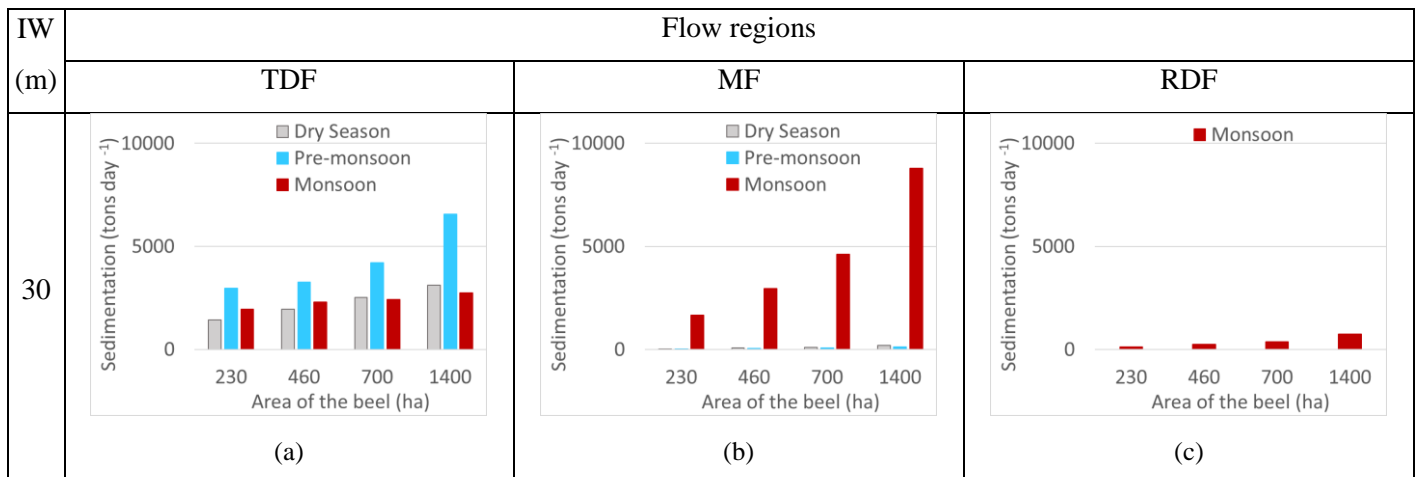 IW
(m)
Flow regions
TDF
MF
RDF
30
Sedimentation (tons day -1)
10000
5000
0
Dry Season
Pre-monsoon
Monsoon
230 460 700 1400
Area of the beel (ha)
(a)
Sedimentation (tons day -1)
10000
5000
0
Dry Season
Pre-monsoon
Monsoon
230 460 700 1400
Area of the beel (ha)
(b)
Sedimentation (tons day -1)
10000
5000
0
Monsoon
230 460 700 1400
Area of the beel (ha)
(c)